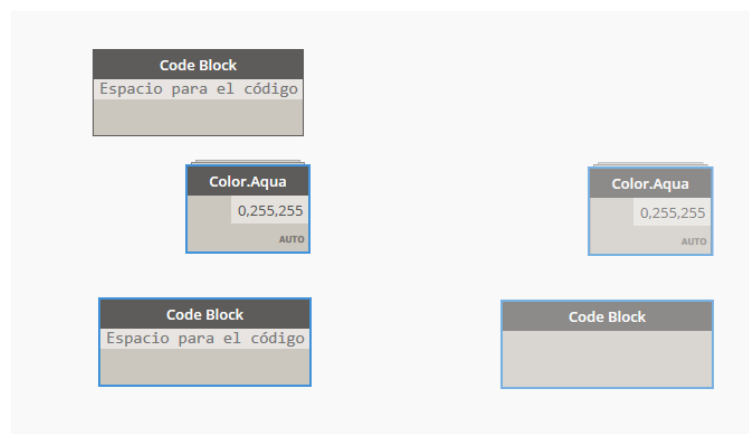 Code Block
Espacio para el código
Color.Aqua
0,255,255
AUTO
Color.Aqua
0,255,255
AUTO
Code Block
Espacio para el código
Code Block